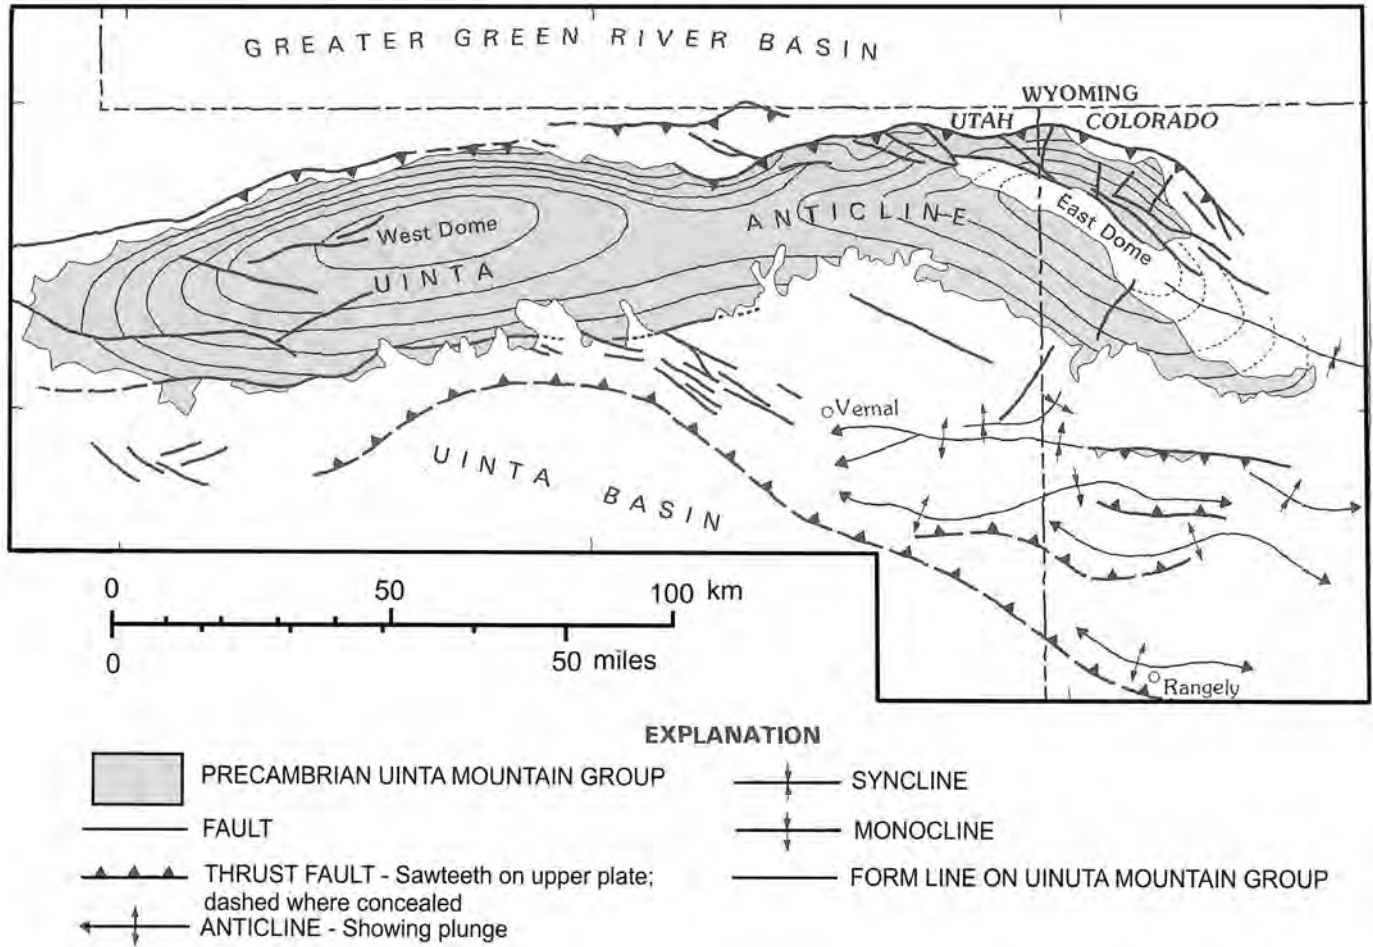 GREATER GREEN RIVER BASIN
WYOMING
UTAH
COLORADO
ANTICLINE
East Dome
West Dome
UINTA
Vernal
UINTA BASIN
Rangely
0 50 100 km
0 50 miles
EXPLANATION
PRECAMBRIAN UINTA MOUNTAIN GROUP
FAULT
THRUST FAULT - Sawteeth on upper plate;
dashed where concealed
ANTICLINE - Showing plunge
SYNCLINE
MONOCLINE
FORM LINE ON UINUTA MOUNTAIN GROUP